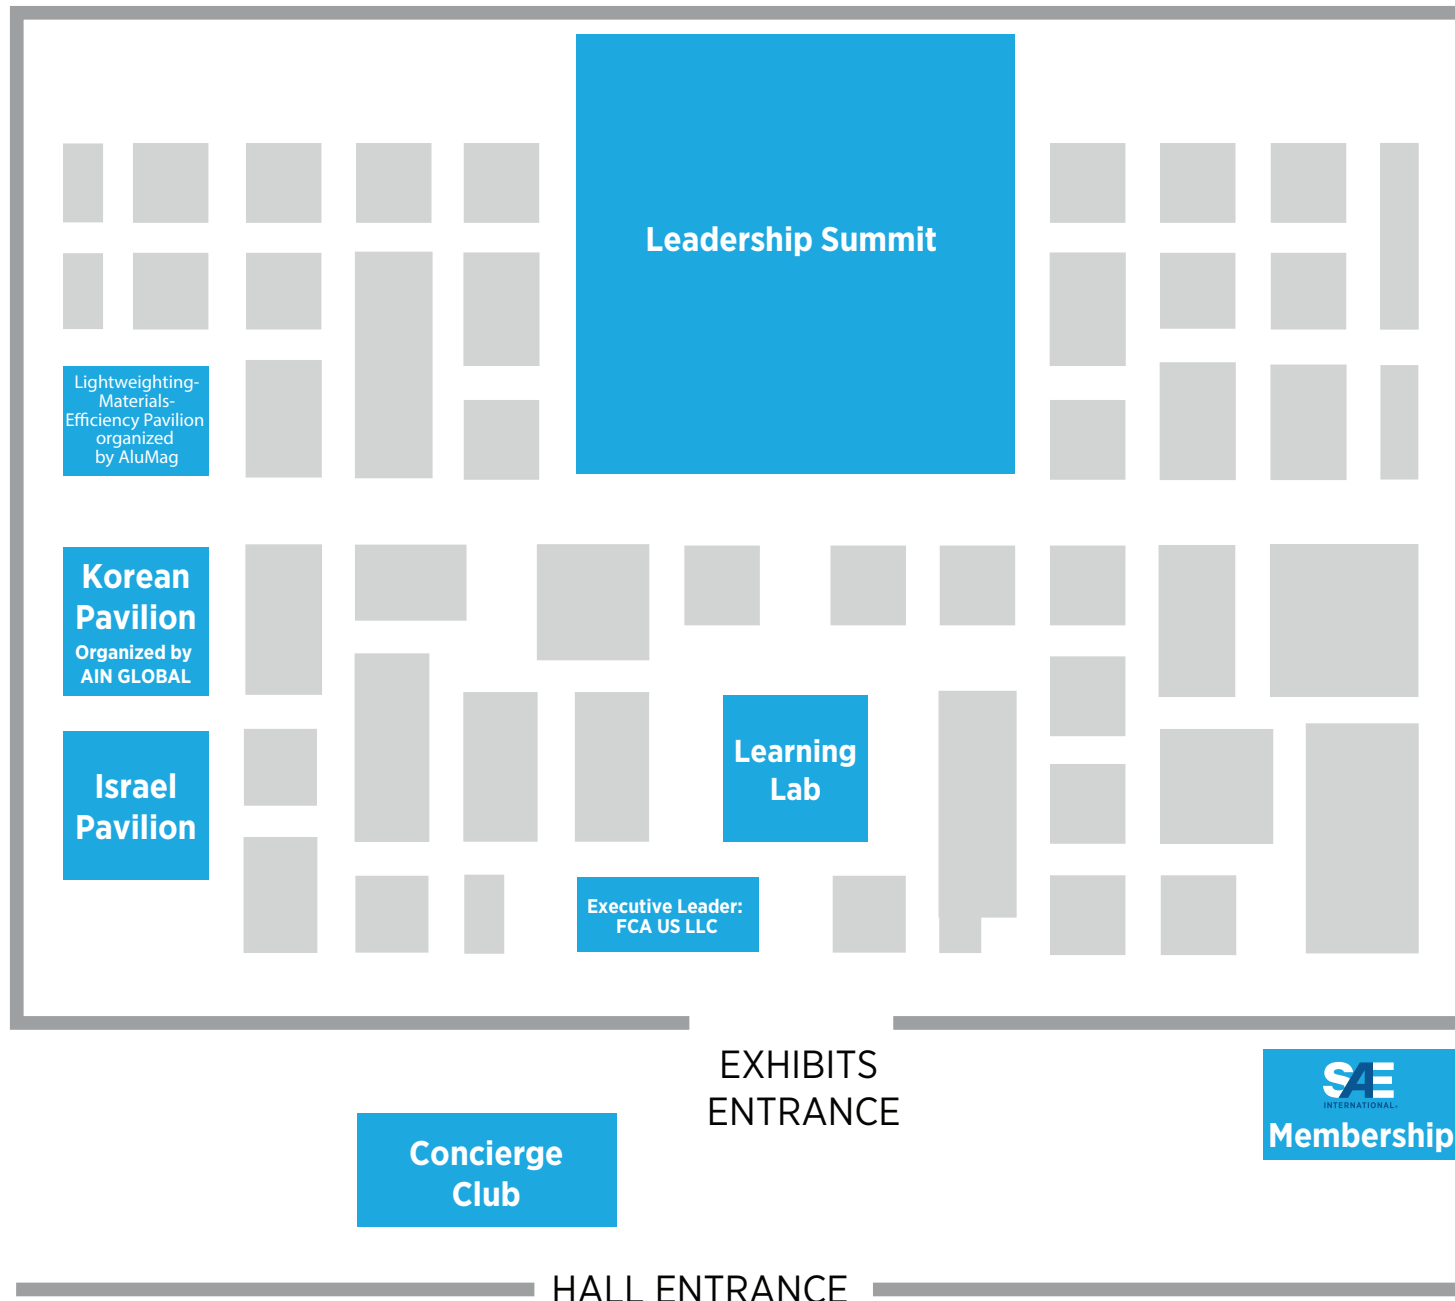 Leadership Summit
Lightweighting-
Materials-
Efficiency Pavilion
organized
by AluMag
Korean
Pavilion
Organized by
AIN GLOBAL
Israel
Pavilion
Learning
Lab
Executive Leader:
FCA US LLC
EXHIBITS
ENTRANCE
SAE
INTERNATIONAL®
Membership
Concierge
Club
HALL ENTRANCE